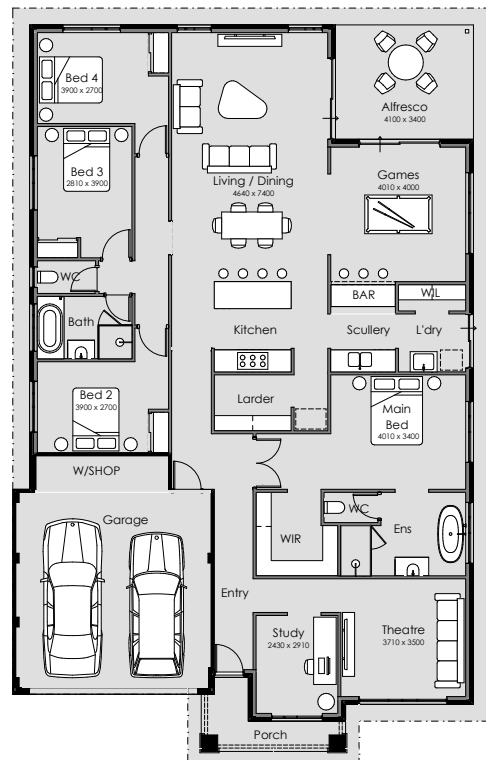 Bed 4
3900 x 2700
Alfresco
4100 x 3400
Bed 3
2810 x 3900
Living / Dining
4640 x 7400
Games
4010 x 4000
WC
Bath
BAR
W/L
Kitchen
Scullery
L'dry
Bed 2
3900 x 2700
Larder
Main
Bed
4010 x 3400
W/SHOP
Garage
WC
WIR
Ens
Entry
Study
2430 x 2910
Theatre
3710 x 3500
Porch